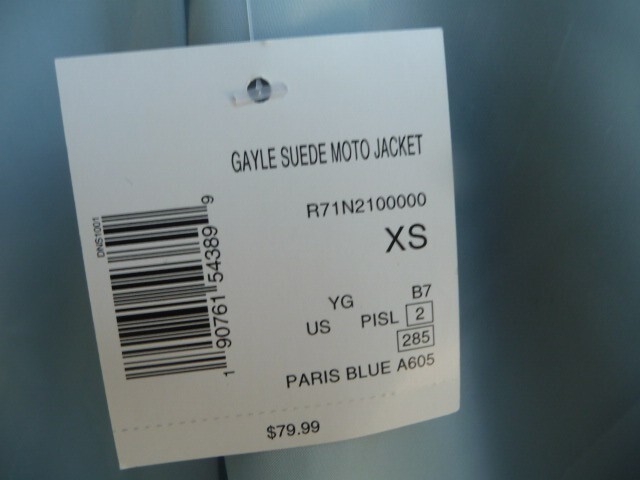 GAYLE SUEDE MOTO JACKET
R71N2100000
XS
DNS1001
1 90761 54389 9
YG B7
US PISL 2
285
PARIS BLUE A605
$79.99